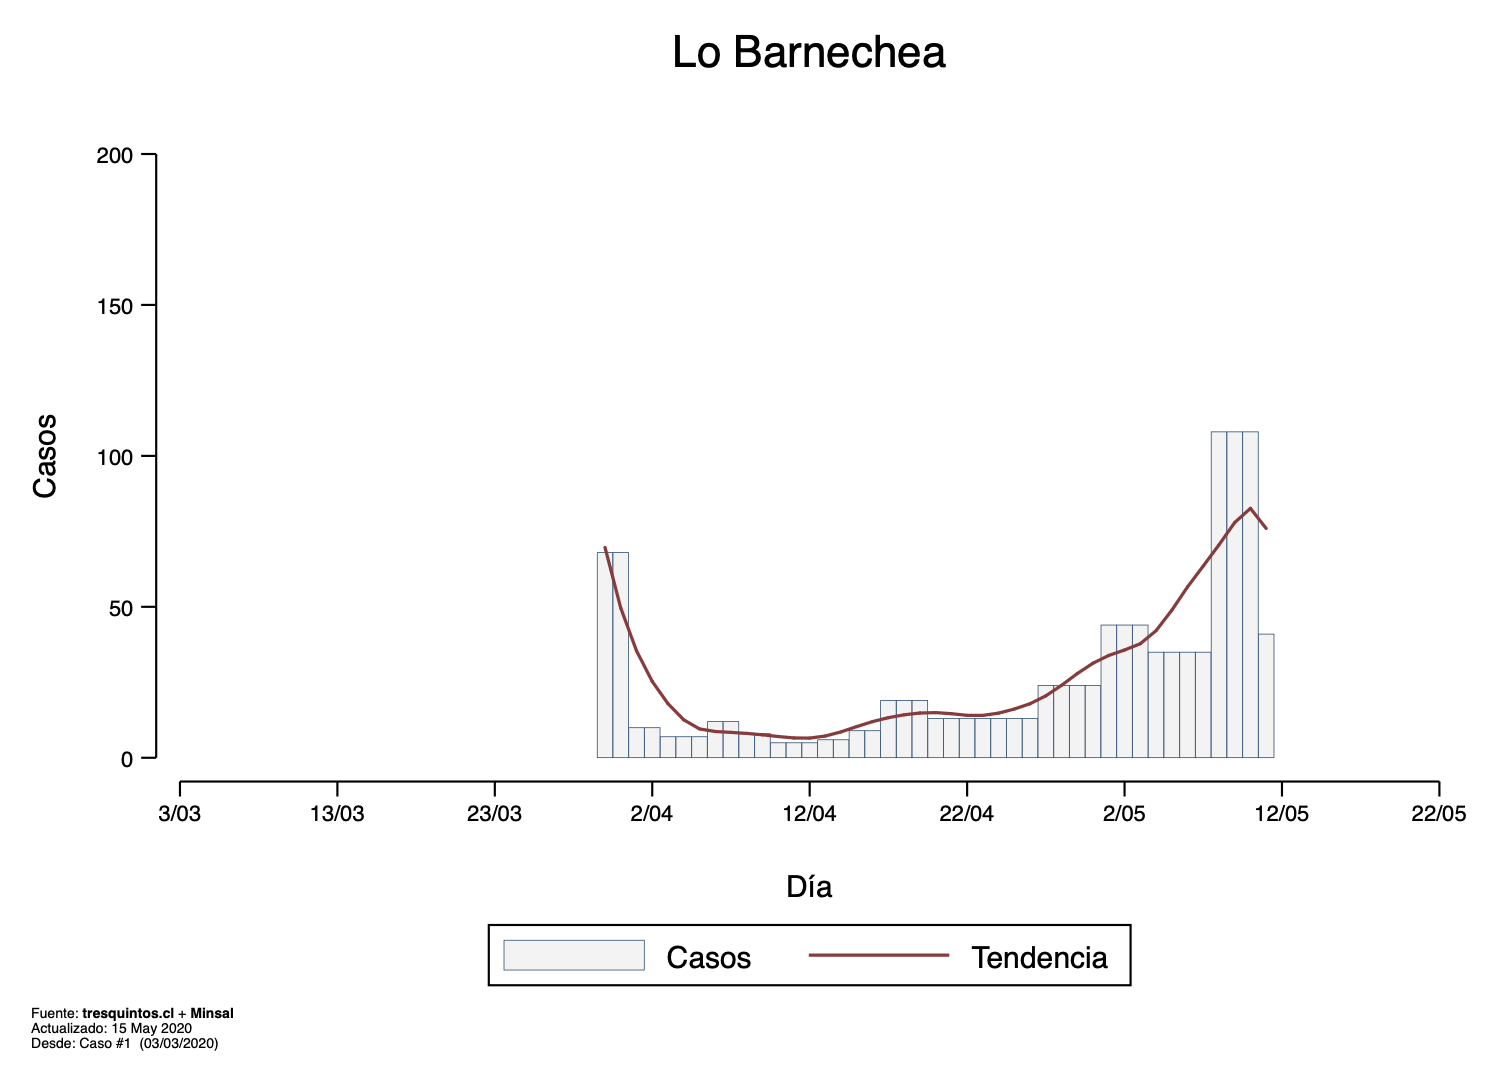 Lo Barnechea
200
150
100
50
0
Casos
3/03 13/03 23/03 2/04 12/04 22/04 2/05 12/05 22/05
Día
Casos Tendencia
Fuente: tresquintos.cl + Minsal
Actualizado: 15 May 2020
Desde: Caso #1 (03/03/2020)